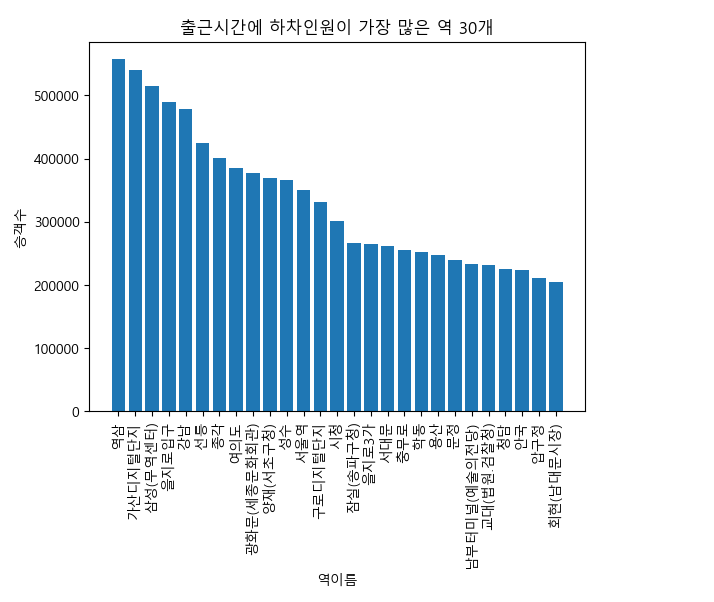 출근시간에 하차인원이 가장 많은 역 30개
승객수
500000
400000
300000
200000
100000
0
역삼
가산디지털단지
삼성(무역센터)
을지로입구
강남
선릉
종각
여의도
광화문(세종문화회관)
양재(서초구청)
성수
서울역
구로디지털단지
시청
잠실(송파구청)
을지로3가
서대문
충무로
학동
용산
문정
남부터미널(예술의전당)
교대(법원.검찰청)
청담
안국
압구정
회현(남대문시장)
역이름